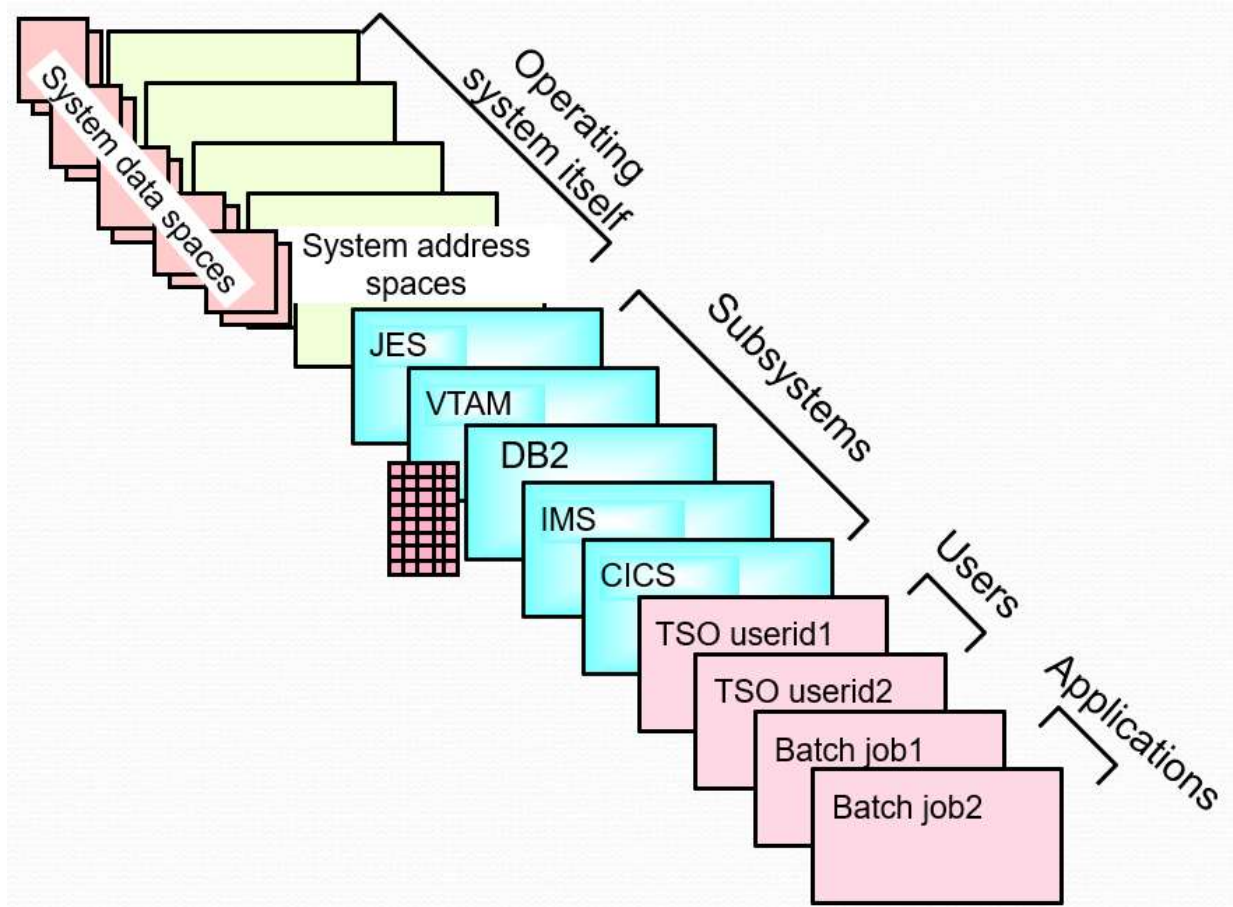 Operating
system itself
System data spaces
System address
spaces
Subsystems
JES
VTAM
DB2
IMS
CICS
Users
TSO userid1
TSO userid2
Applications
Batch job1
Batch job2